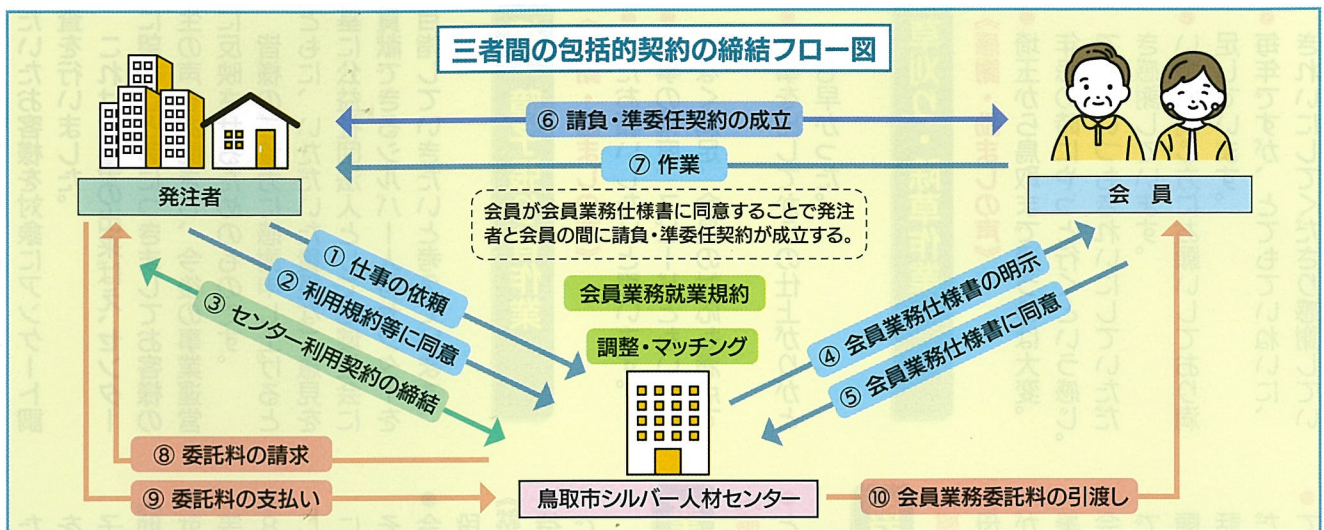 三者間の包括的契約の締結フロー図
⑥ 請負・準委任契約の成立
⑦ 作業
発注者
会 員
会員が会員業務仕様書に同意することで発注
者と会員の間に請負・準委任契約が成立する。
① 仕事の依頼
② 利用規約等に同意
③ センター利用契約の締結
会員業務就業規約
調整・マッチング
④ 会員業務仕様書の明示
⑤ 会員業務仕様書に同意
⑧ 委託料の請求
⑨ 委託料の支払い
鳥取市シルバー人材センター
⑩ 会員業務委託料の引渡し